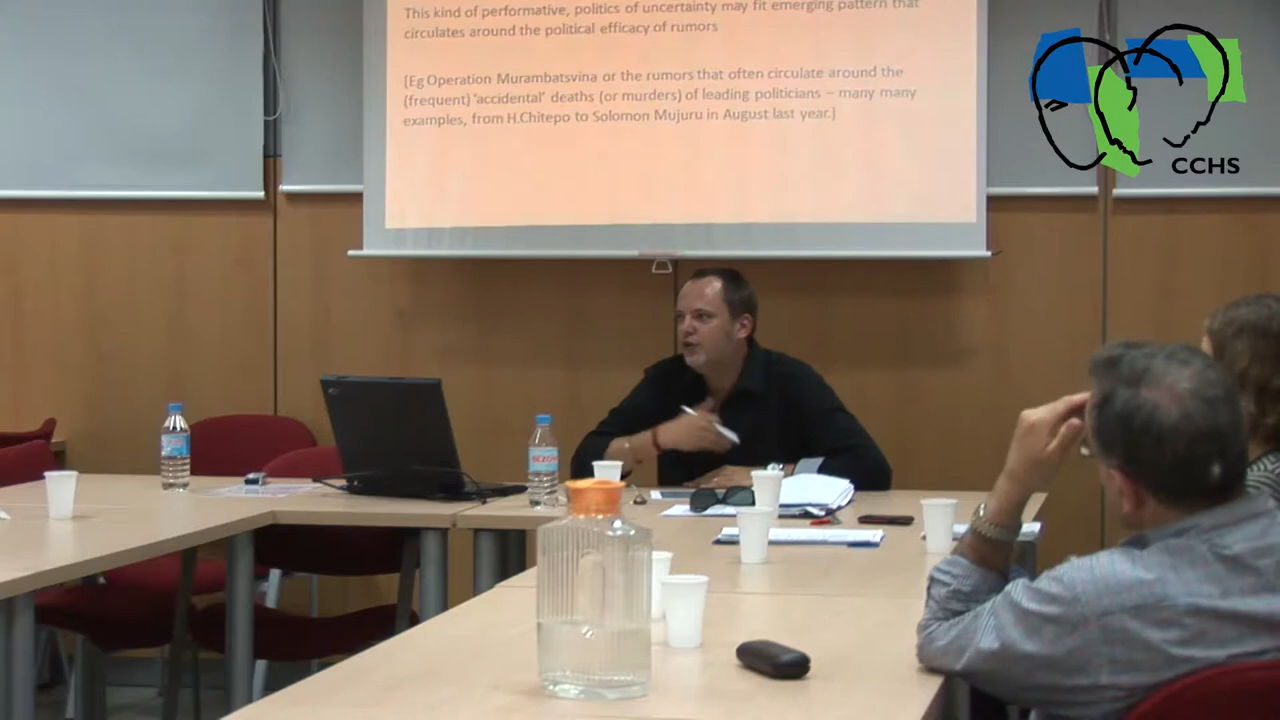 This kind of performative, politics of uncertainty may fit emerging pattern that
circulates around the political efficacy of rumors
[Eg Operation Murambatsvina or the rumors that often circulate around the
(frequent) 'accidental' deaths (or murders) of leading politicians – many many
examples, from H.Chitepo to Solomon Mujuru in August last year.]
CCHS